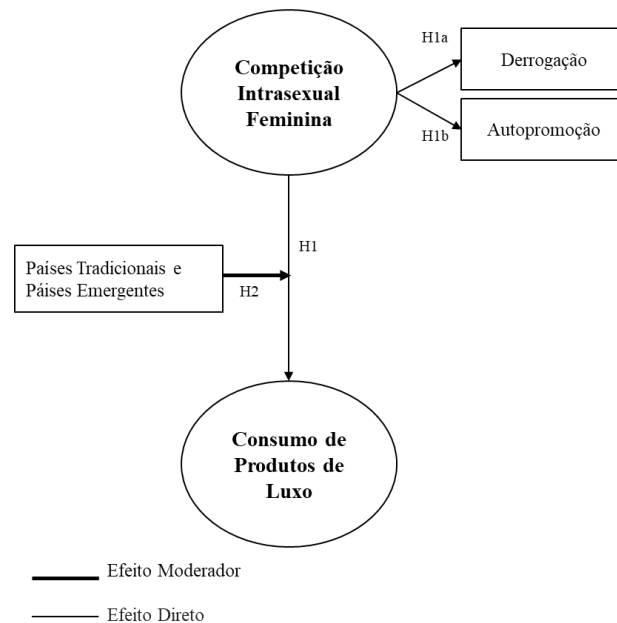 Competição
Intrasexual
Feminina
H1a
Derrogação
H1b
Autopromoção
H1
Países Tradicionais e
Páises Emergentes
H2
Consumo de
Produtos de
Luxo
Efeito Moderador
Efeito Direto